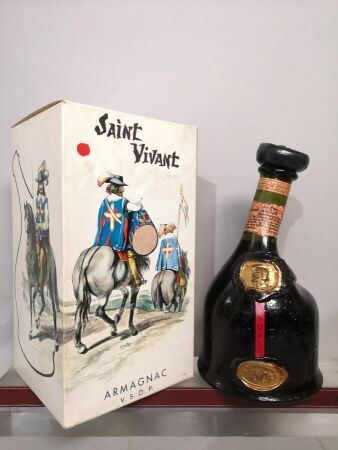 SAINT
VIVANT
ARMAGNAC
V. S. O. P.
V.S.O.P